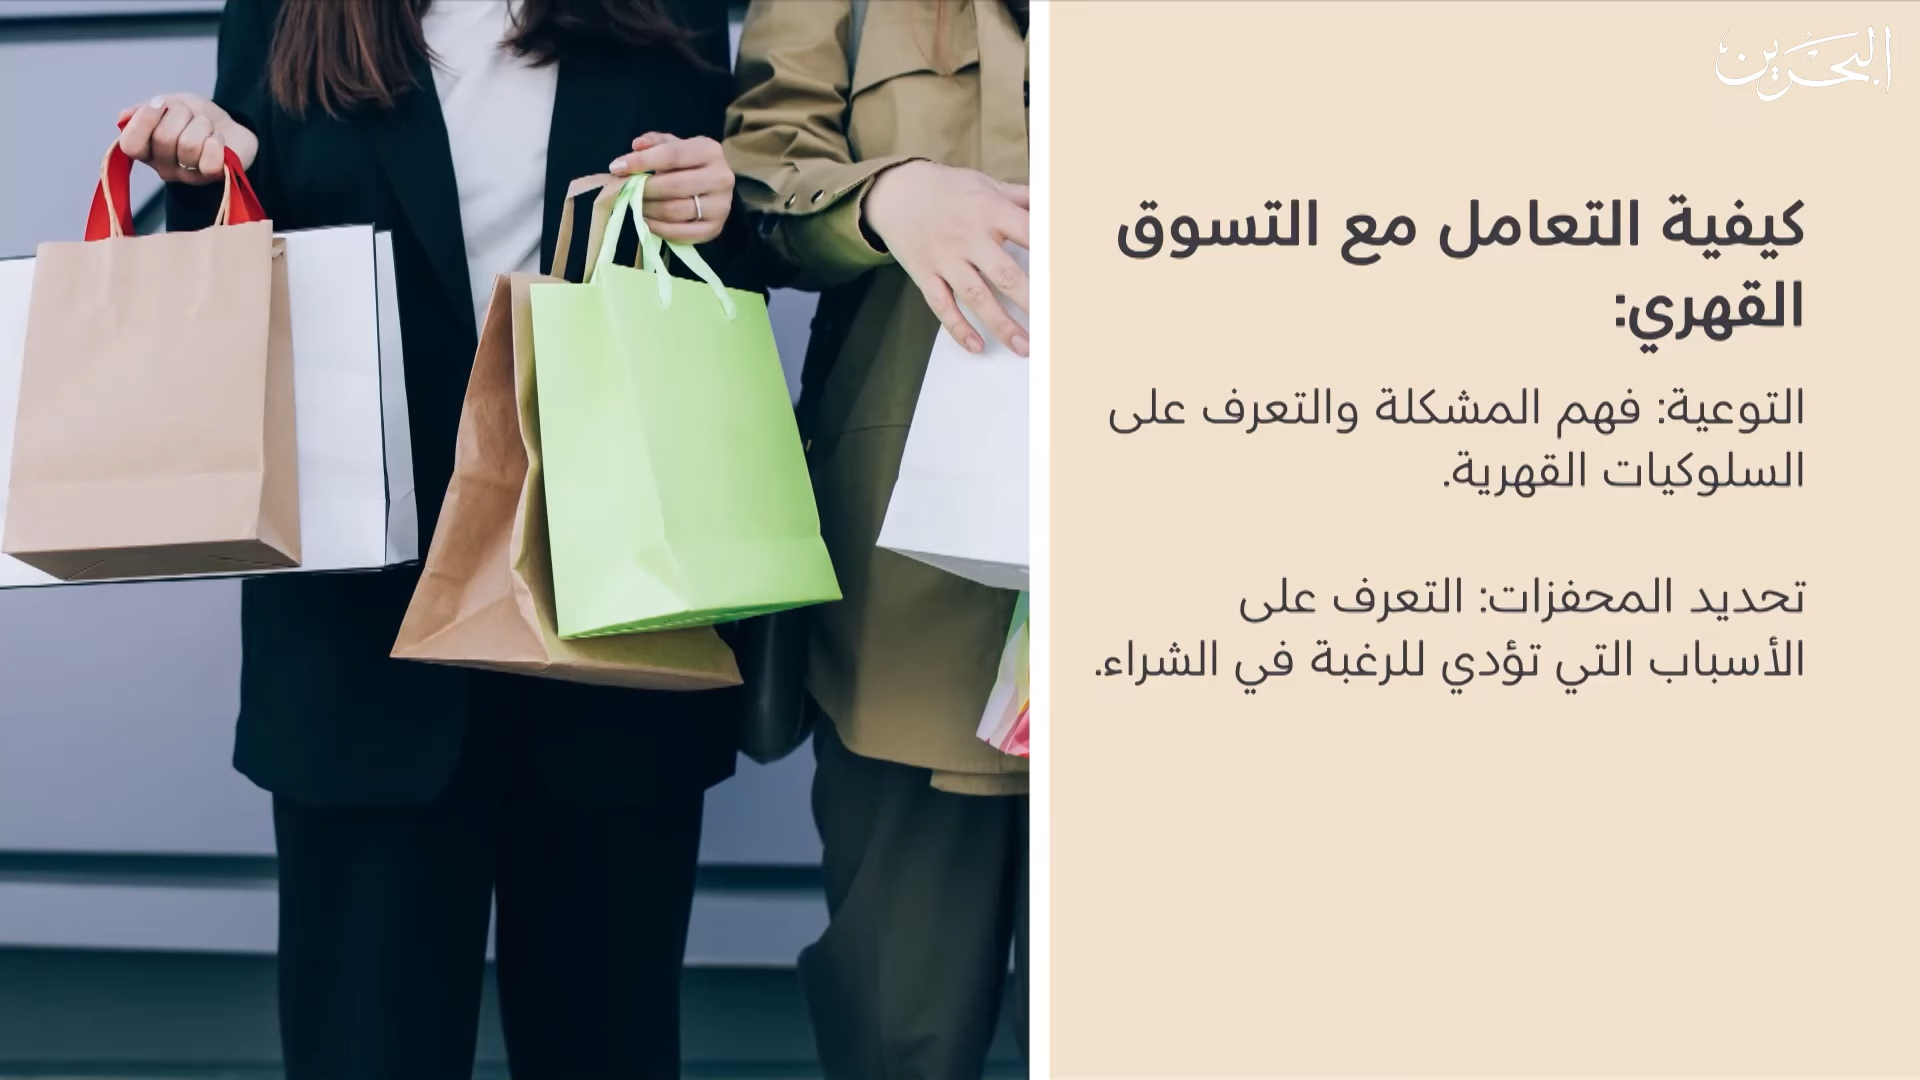 البحرين
كيفية التعامل مع التسوق
القهري:
التوعية: فهم المشكلة والتعرف على
السلوكيات القهرية.
تحديد المحفزات: التعرف على
الأسباب التي تؤدي للرغبة في الشراء.